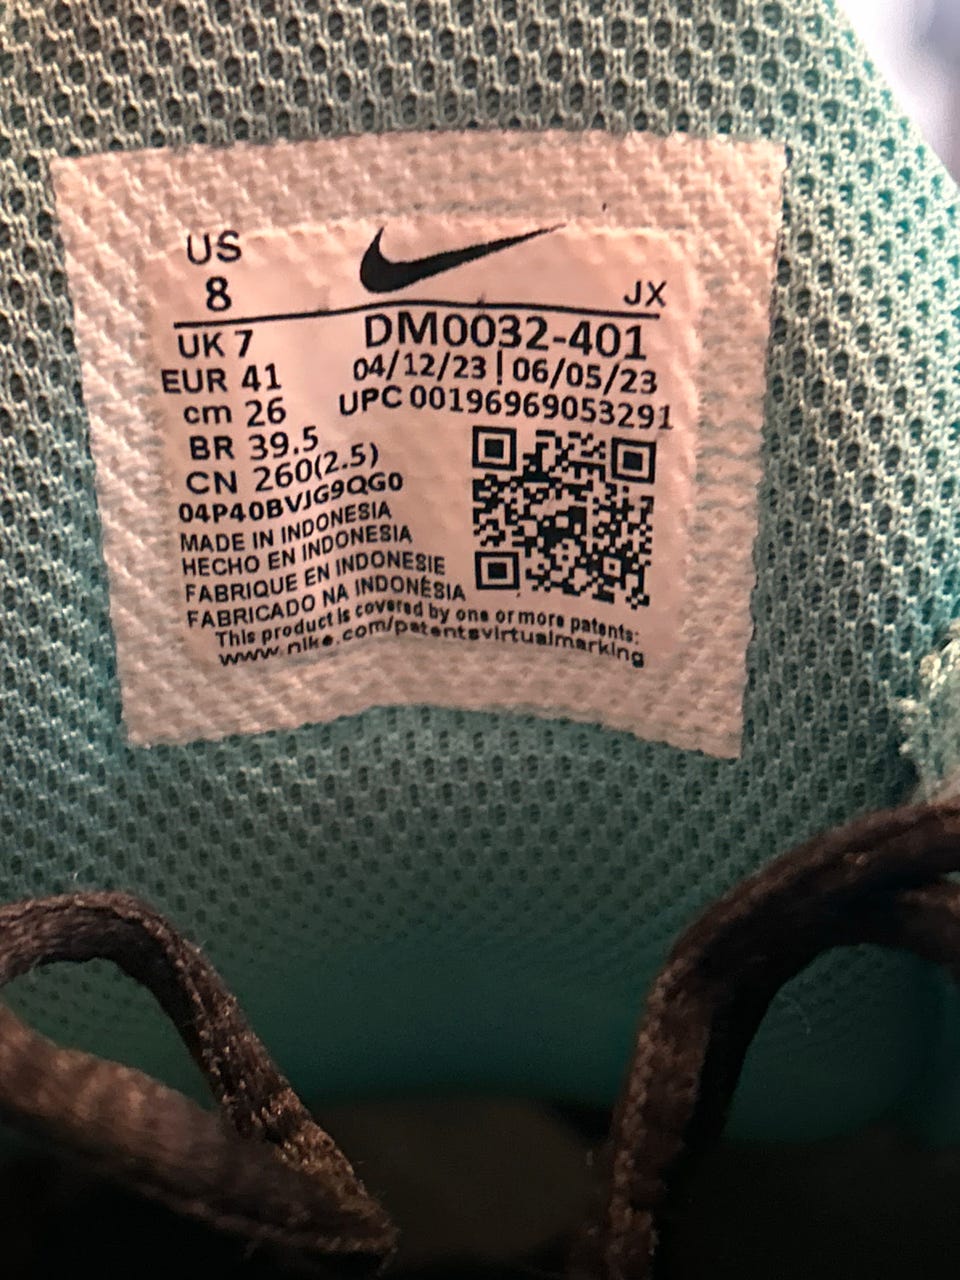 US
8
JX
UK 7
DM0032-401
EUR 41
04/12/23 | 06/05/23
cm 26
UPC 00196969053291
BR 39.5
CN 260(2.5)
04P40BVJG9QG0
MADE IN INDONESIA
HECHO EN INDONESIA
FABRIQUE EN INDONESIE
FABRICADO NA INDONÉSIA
This product is covered by one or more patents:
www.nike.com/patentsvirtualmarking